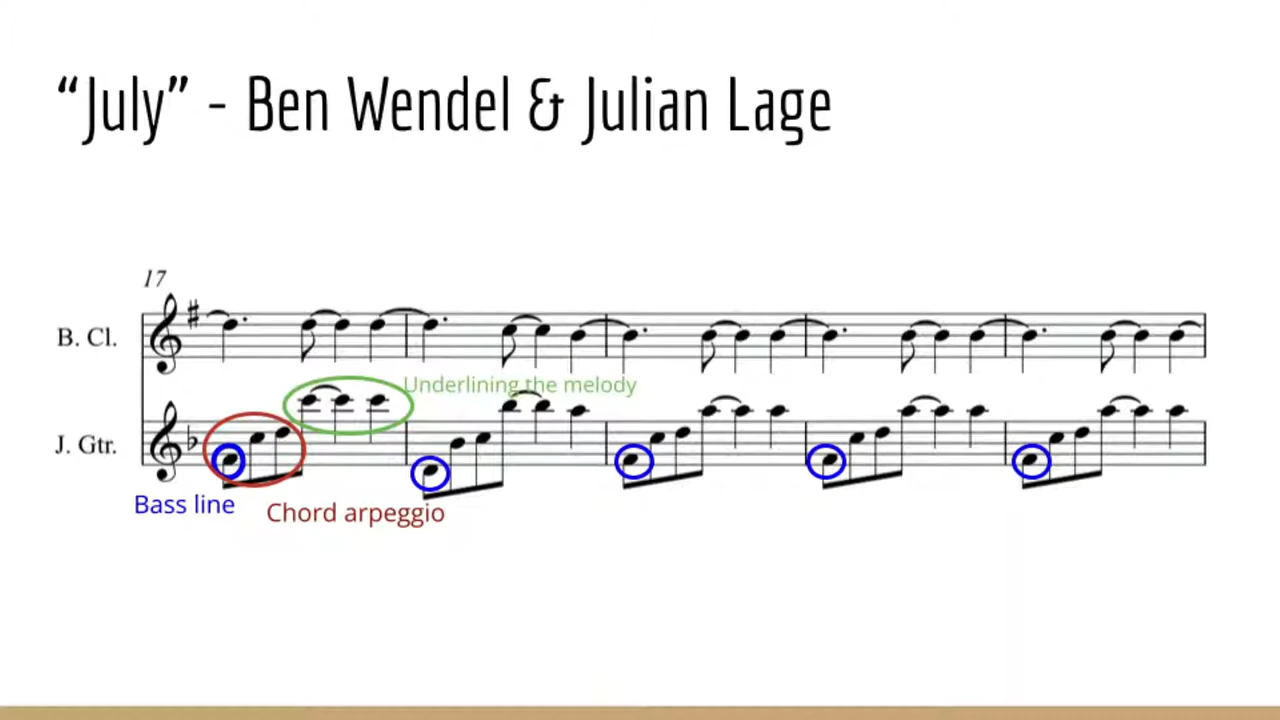 “July” - Ben Wendel & Julian Lage
17
B. Cl.
Underlining the melody
J. Gtr.
Bass line
Chord arpeggio